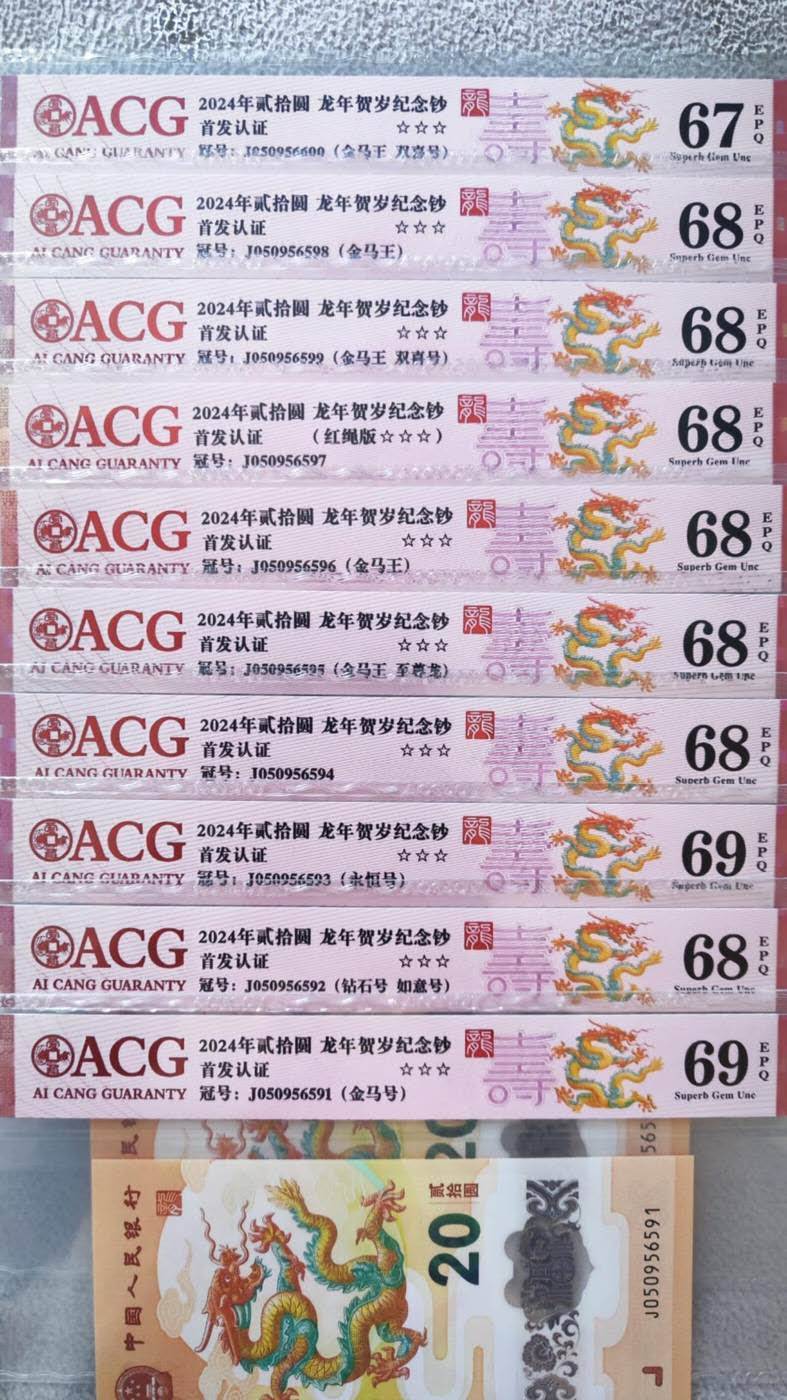 ACG 2024年贰拾圆 龙年贺岁纪念钞 龍 67 EPQ
首发认证 ☆☆☆
AI CANG GUARANTY 冠号：J050956600（金马王 双喜号） Superb Gem Unc
ACG 2024年贰拾圆 龙年贺岁纪念钞 龍 68 EPQ
首发认证 ☆☆☆
AI CANG GUARANTY 冠号：J050956598（金马王） Superb Gem Unc
ACG 2024年贰拾圆 龙年贺岁纪念钞 龍 68 EPQ
首发认证 ☆☆☆
AI CANG GUARANTY 冠号：J050956599（金马王 双喜号） Superb Gem Unc
ACG 2024年贰拾圆 龙年贺岁纪念钞 龍 68 EPQ
首发认证 （红绳版☆☆☆）
AI CANG GUARANTY 冠号：J050956597 Superb Gem Unc
ACG 2024年贰拾圆 龙年贺岁纪念钞 龍 68 EPQ
首发认证 ☆☆☆
AI CANG GUARANTY 冠号：J050956596（金马王） Superb Gem Unc
ACG 2024年贰拾圆 龙年贺岁纪念钞 龍 68 EPQ
首发认证 ☆☆☆
AI CANG GUARANTY 冠号：J050956595（金马王 至尊龙） Superb Gem Unc
ACG 2024年贰拾圆 龙年贺岁纪念钞 龍 68 EPQ
首发认证 ☆☆☆
AI CANG GUARANTY 冠号：J050956594 Superb Gem Unc
ACG 2024年贰拾圆 龙年贺岁纪念钞 龍 69 EPQ
首发认证 ☆☆☆
AI CANG GUARANTY 冠号：J050956593（永恒号） Superb Gem Unc
ACG 2024年贰拾圆 龙年贺岁纪念钞 龍 68 EPQ
首发认证 ☆☆☆
AI CANG GUARANTY 冠号：J050956592（钻石号 如意号） Superb Gem Unc
ACG 2024年贰拾圆 龙年贺岁纪念钞 龍 69 EPQ
首发认证 ☆☆☆
AI CANG GUARANTY 冠号：J050956591（金马号） Superb Gem Unc
民银 20 565
中国人民银行
贰拾圆
20
J050956591